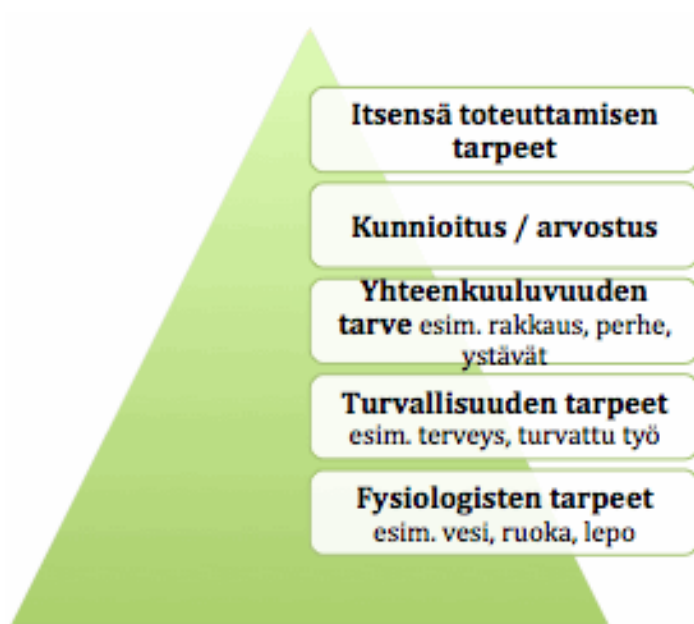 Itsensä toteuttamisen
tarpeet
Kunnioitus / arvostus
Yhteenkuuluvuuden
tarve esim. rakkaus, perhe,
ystävät
Turvallisuuden tarpeet
esim. terveys, turvattu työ
Fysiologisten tarpeet
esim. vesi, ruoka, lepo